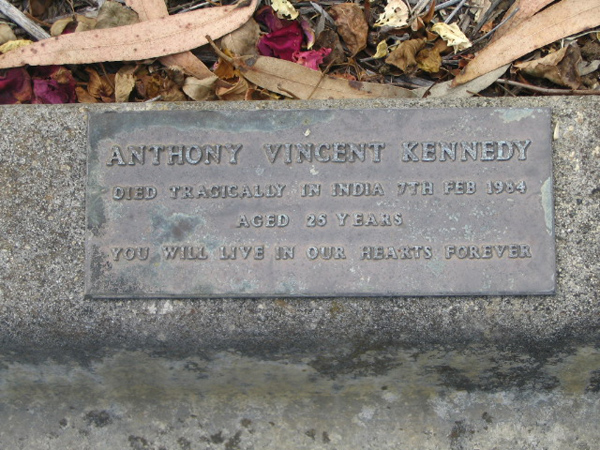 ANTHONY VINCENT KENNEDY
DIED TRAGICALLY IN INDIA 7TH FEB 1984
AGED 25 YEARS
YOU WILL LIVE IN OUR HEARTS FOREVER